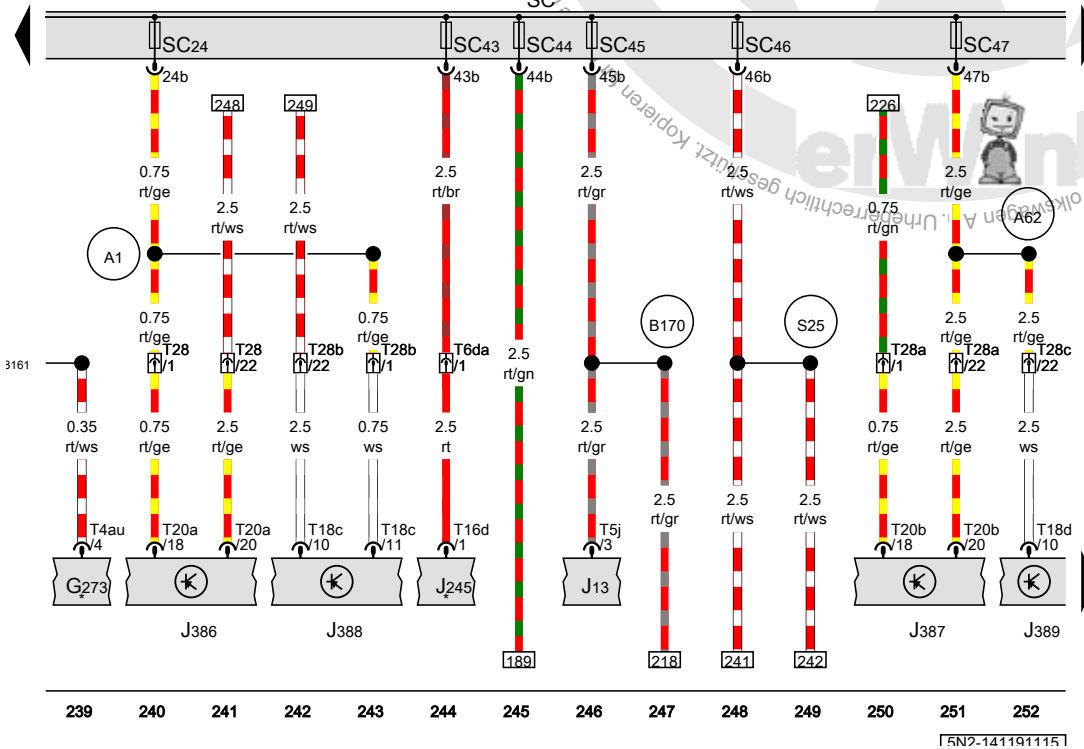 SC
SC24 SC43 SC44 SC45 SC46 SC47
24b 43b 44b 45b 46b 47b
248 249 226
0.75 2.5 2.5 2.5 2.5 2.5 0.75 2.5
rt/ge rt/ws rt/ws rt/br rt/gr rt/ws rt/gn rt/ge
A1 A62
0.75 0.75 2.5 2.5
rt/ge rt/ge rt/ge rt/ge
B170 S25
T28 T28 T28b T28b T6da T28a T28a T28c
/1 /22 /22 /1 /1 /1 /22 /22
2.5
rt/gn
0.35 0.75 2.5 2.5 0.75 2.5 2.5 0.75 2.5 2.5
rt/ws rt/ge rt/ge ws ws rt rt/gr rt/ge rt/ge ws
2.5 2.5 2.5
rt/gr rt/ws rt/ws
T4au T20a T20a T18c T18c T16d T5j T20b T20b T18d
/4 /18 /20 /10 /11 /1 /3 /18 /20 /10
G273 J245 J13
* *
J386 J388 J387 J389
189 218 241 242
239 240 241 242 243 244 245 246 247 248 249 250 251 252
5N2-141191115